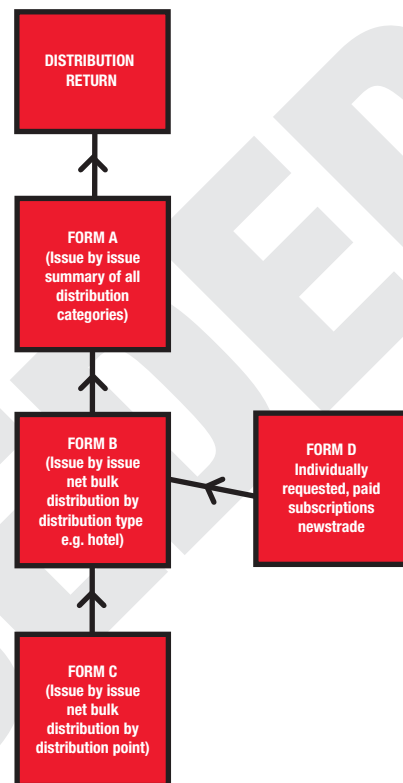 DISTRIBUTION
RETURN
FORM A
(Issue by issue
summary of all
distribution
categories)
FORM B
(Issue by issue
net bulk
distribution by
distribution type
e.g. hotel)
FORM D
Individually
requested, paid
subscriptions
newstrade
FORM C
(Issue by issue
net bulk
distribution by
distribution point)